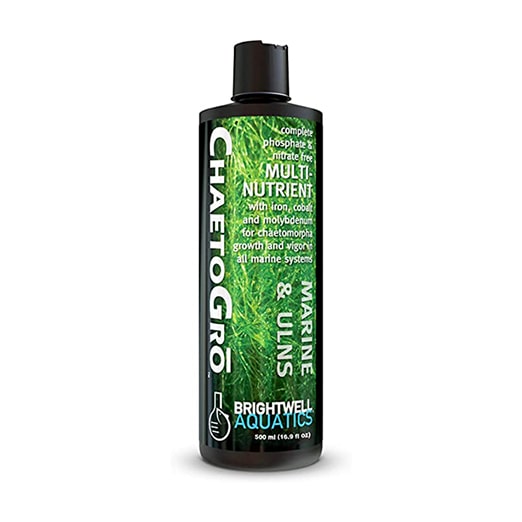 complete
phosphate &
nitrate free
MULTI-
NUTRIENT
with iron, cobalt
and molybdenum
for chaetomorpha
growth and vigor in
all marine systems
CHAETOGRŌ™
MARINE
& ULNS
BRIGHTWELL
AQUATICS
500 ml (16.9 fl oz)